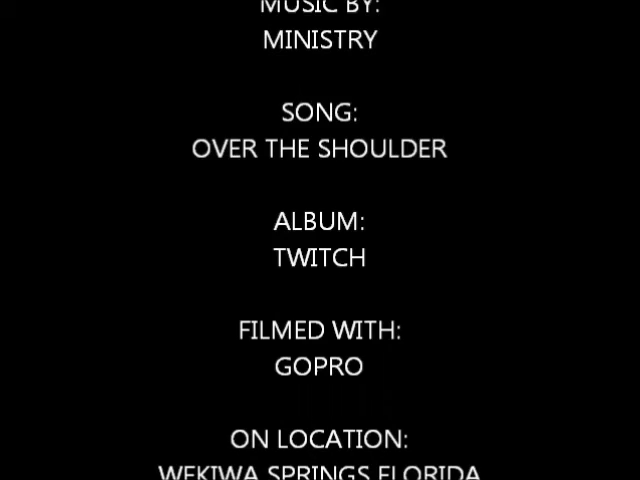 MUSIC BY:
MINISTRY
SONG:
OVER THE SHOULDER
ALBUM:
TWITCH
FILMED WITH:
GOPRO
ON LOCATION:
WEKIWA SPRINGS FLORIDA